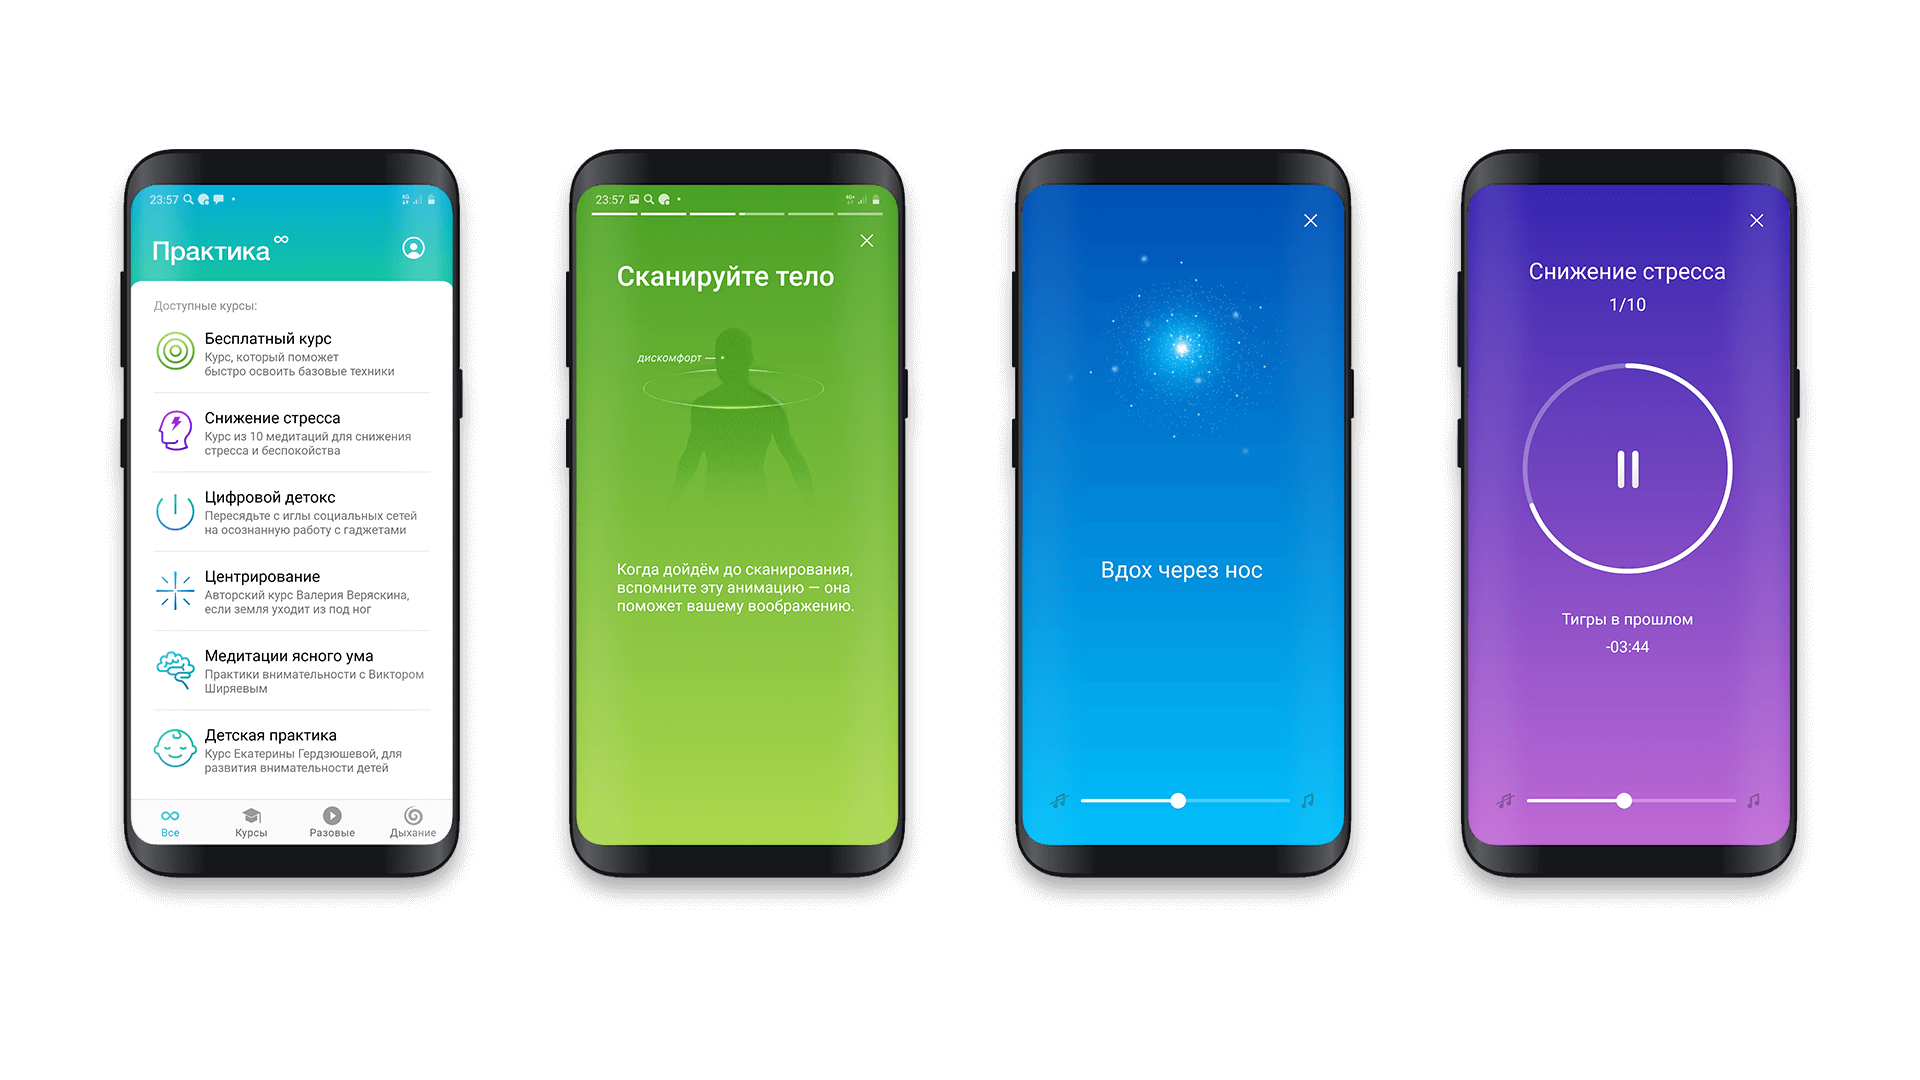 23:57
Практика∞
Доступные курсы:
Бесплатный курс
Курс, который поможет
быстро освоить базовые техники
Снижение стресса
Курс из 10 медитаций для снижения
стресса и беспокойства
Цифровой детокс
Пересядьте с иглы социальных сетей
на осознанную работу с гаджетами
Центрирование
Авторский курс Валерия Веряскина,
если земля уходит из под ног
Медитации ясного ума
Практики внимательности с Виктором
Ширяевым
Детская практика
Курс Екатерины Гердзюшевой, для
развития внимательности детей
Все
Курсы
Разовые
Дыхание
23:57
Сканируйте тело
дискомфорт —
Когда дойдём до сканирования,
вспомните эту анимацию — она
поможет вашему воображению.
Вдох через нос
Снижение стресса
1/10
Тигры в прошлом
-03:44